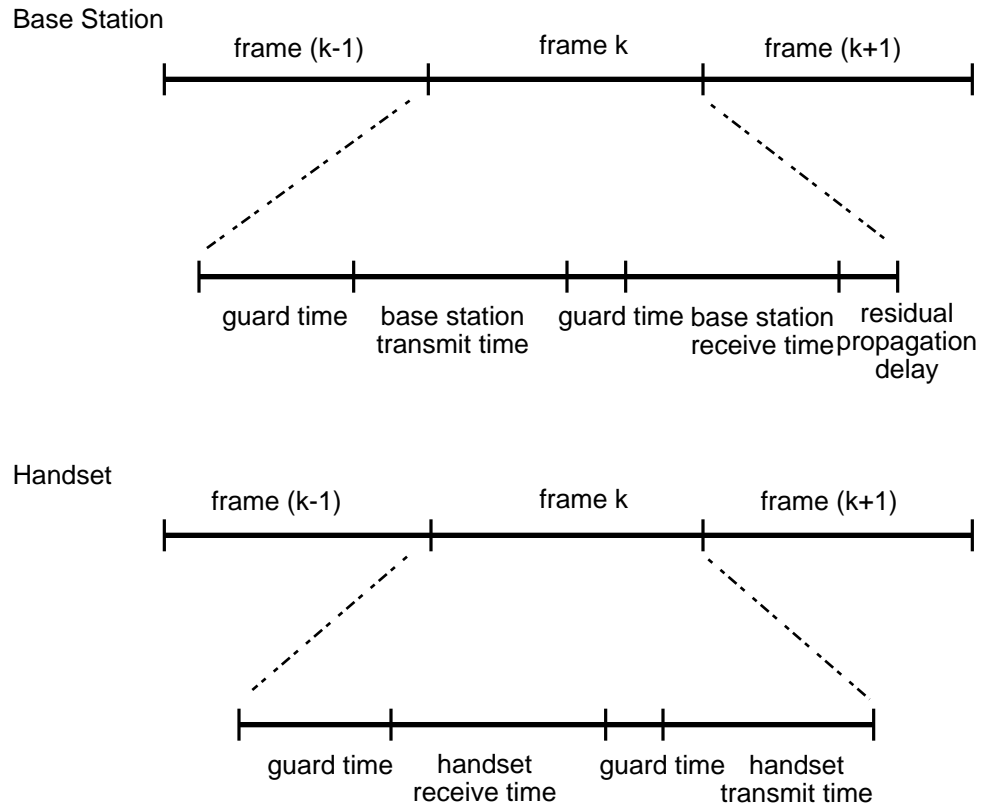 Base Station
frame (k-1)
frame k
frame (k+1)
guard time
base station
transmit time
guard time
base station
receive time
residual
propagation
delay
Handset
frame (k-1)
frame k
frame (k+1)
guard time
handset
receive time
guard time
handset
transmit time